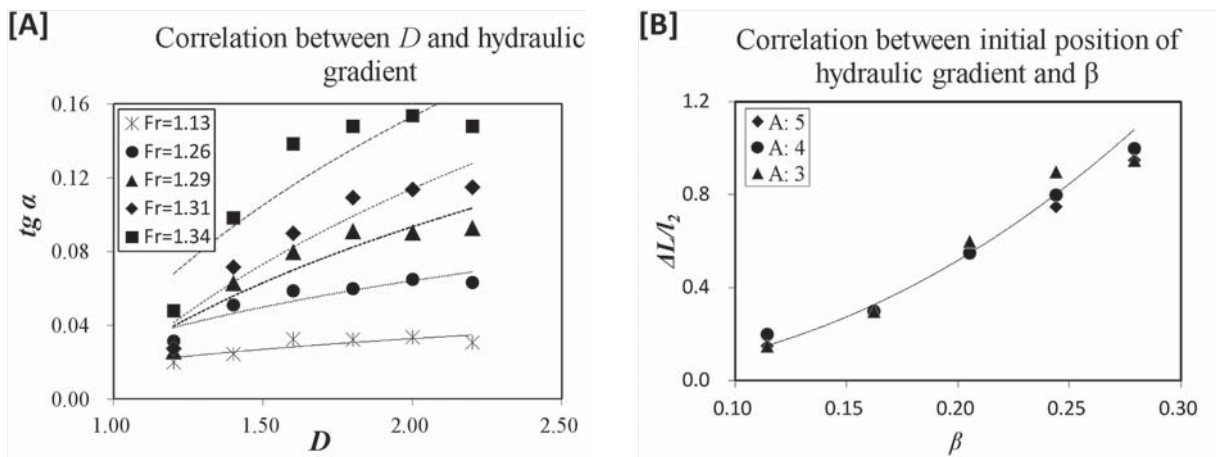 [A]
Correlation between D and hydraulic
gradient
0.16
0.12
0.08
0.04
0.00
tg α
Fr=1.13
Fr=1.26
Fr=1.29
Fr=1.31
Fr=1.34
1.00
1.50
2.00
2.50
D
[B]
Correlation between initial position of
hydraulic gradient and β
1.2
0.8
0.4
0.0
ΔL/l₂
A: 5
A: 4
A: 3
0.10
0.15
0.20
0.25
0.30
β